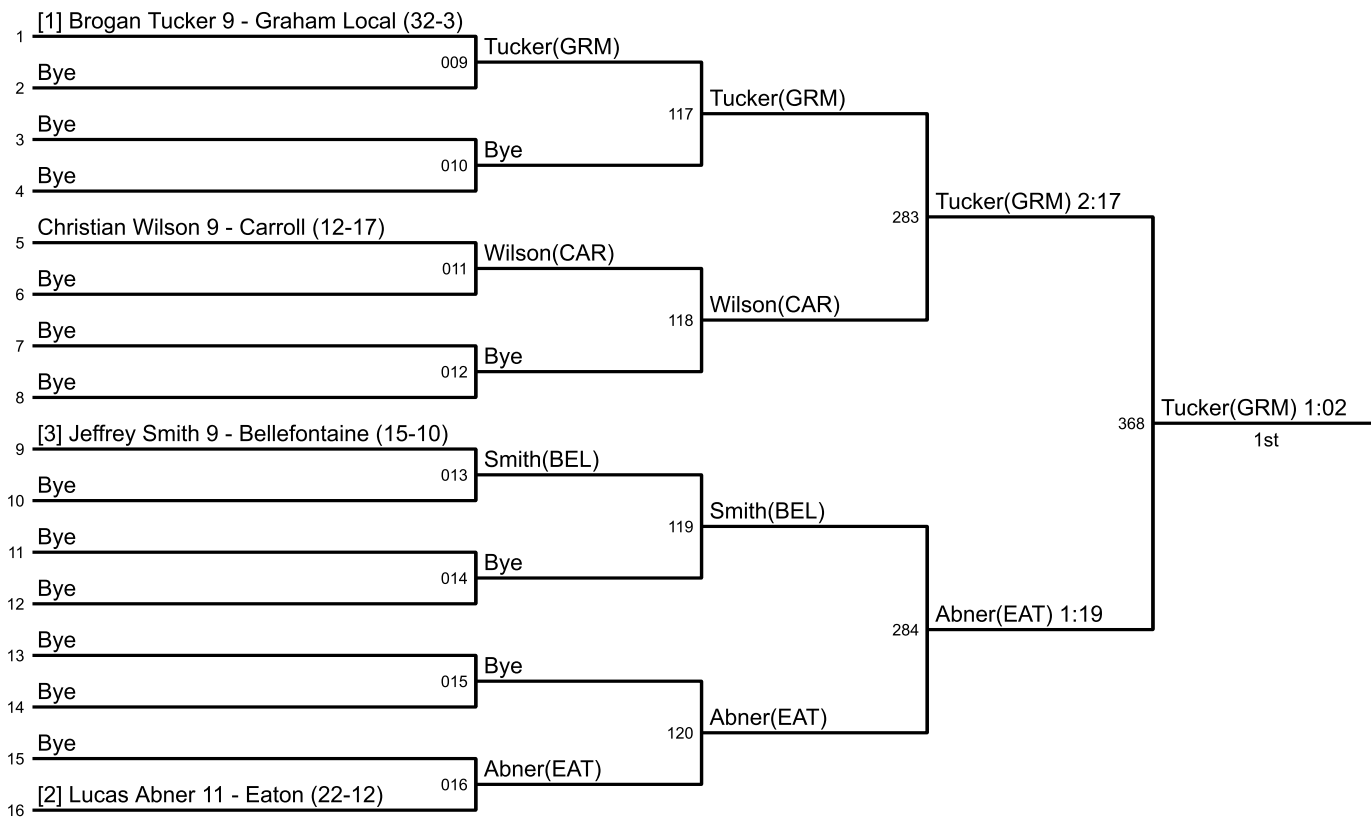 [1] Brogan Tucker 9 - Graham Local (32-3)
1
Bye
2
009
Tucker(GRM)
Bye
3
Bye
4
010
Bye
117
Tucker(GRM)
Christian Wilson 9 - Carroll (12-17)
5
Bye
6
011
Wilson(CAR)
Bye
7
Bye
8
012
Bye
118
Wilson(CAR)
283
Tucker(GRM) 2:17
[3] Jeffrey Smith 9 - Bellefontaine (15-10)
9
Bye
10
013
Smith(BEL)
Bye
11
Bye
12
014
Bye
119
Smith(BEL)
Bye
13
Bye
14
015
Bye
Bye
15
[2] Lucas Abner 11 - Eaton (22-12)
16
016
Abner(EAT)
120
Abner(EAT)
284
Abner(EAT) 1:19
368
Tucker(GRM) 1:02
1st